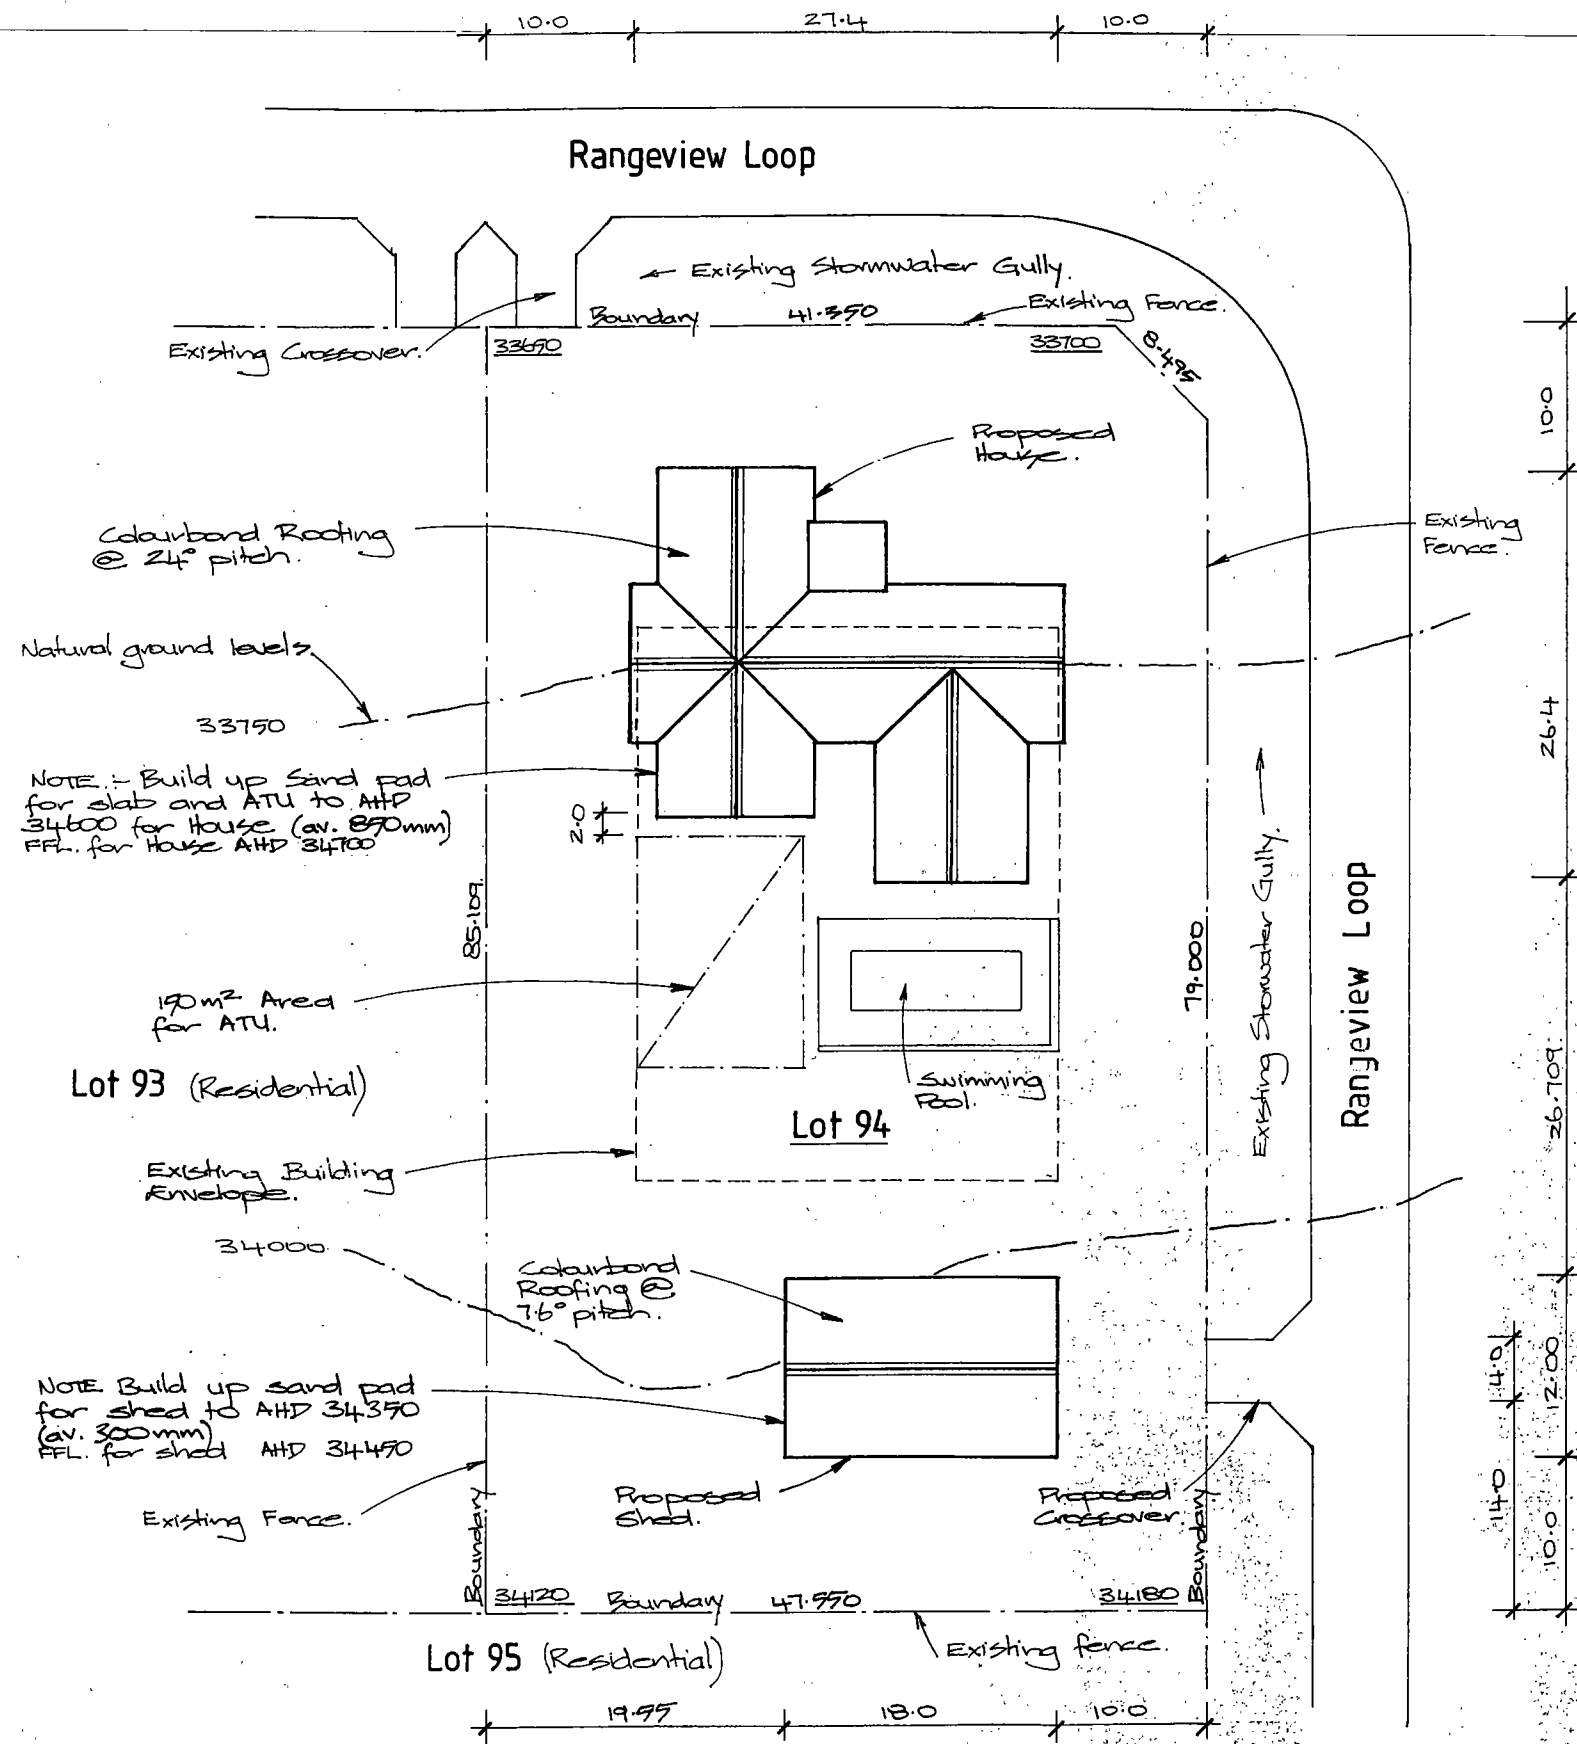 10.0 27.4 10.0
Rangeview Loop
← Existing Stormwater Gully.
Boundary 41.350
Existing Fence.
Existing Crossover.
33650
33700
8.495
Proposed
House.
10.0
Colourbond Roofing
@ 24° pitch.
Existing
Fence.
Natural ground levels.
33750
26.4
NOTE :- Build up Sand pad
for slab and ATU to AHD
34600 for House (av. 850mm)
FFL. for House AHD 34700
2.0
85.109
79.000
Existing Stormwater Gully. →
Rangeview Loop
150m² Area
for ATU.
Lot 93 (Residential)
Swimming
Pool.
Lot 94
26.709
Existing Building
Envelope.
34000
Colourbond
Roofing @
7.6° pitch.
NOTE Build up sand pad
for shed to AHD 34350
(av. 300mm)
FFL. for shed AHD 34450
4.0
12.00
Existing Fence.
Proposed
Shed.
Proposed
Crossover.
14.0
10.0
Boundary
Boundary
34120 Boundary 47.550 34180
Lot 95 (Residential)
Existing fence.
19.55 18.0 10.0